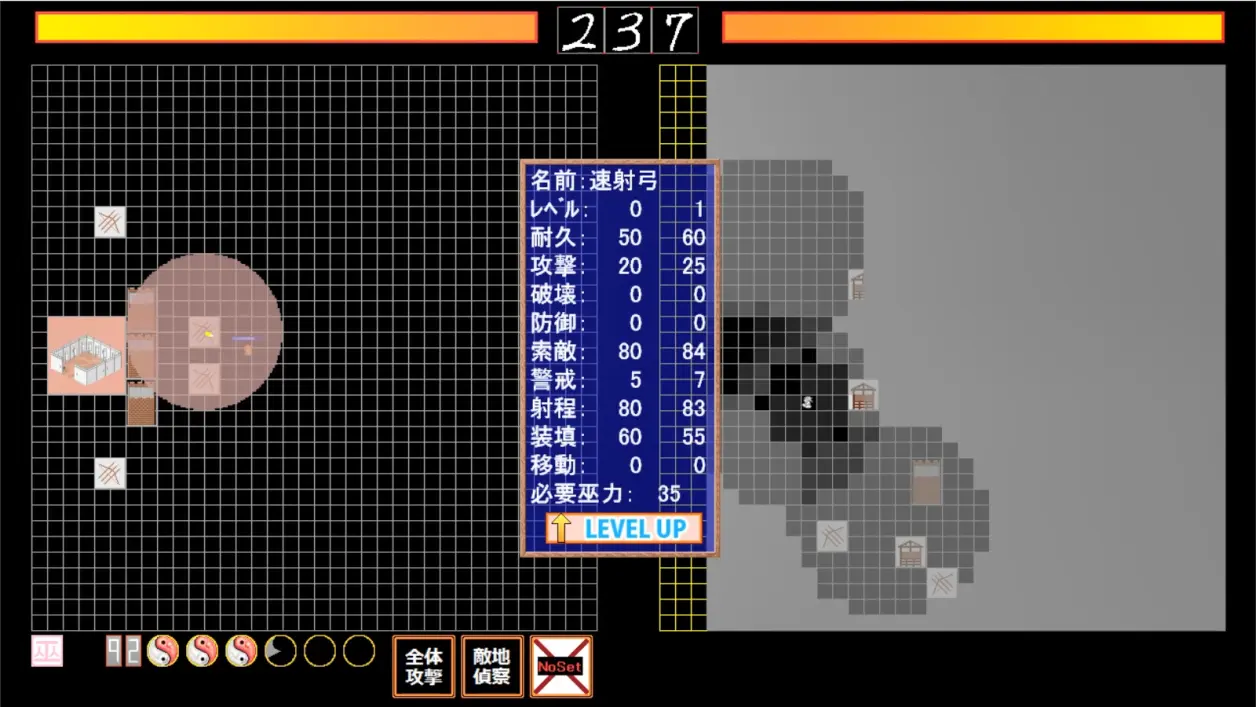 237
名前:速射弓
ﾚﾍﾞﾙ: 0 1
耐久: 50 60
攻撃: 20 25
破壊: 0 0
防御: 0 0
索敵: 80 84
警戒: 5 7
射程: 80 83
装填: 60 55
移動: 0 0
必要巫力: 35
LEVEL UP
巫 92
全体
攻撃
敵地
偵察
NoSet